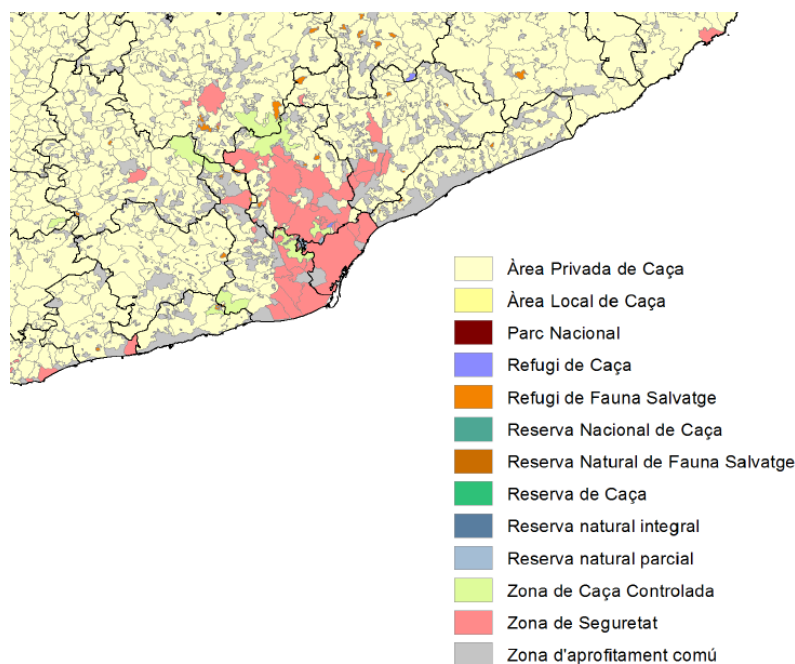 Àrea Privada de Caça
Àrea Local de Caça
Parc Nacional
Refugi de Caça
Refugi de Fauna Salvatge
Reserva Nacional de Caça
Reserva Natural de Fauna Salvatge
Reserva de Caça
Reserva natural integral
Reserva natural parcial
Zona de Caça Controlada
Zona de Seguretat
Zona d'aprofitament comú